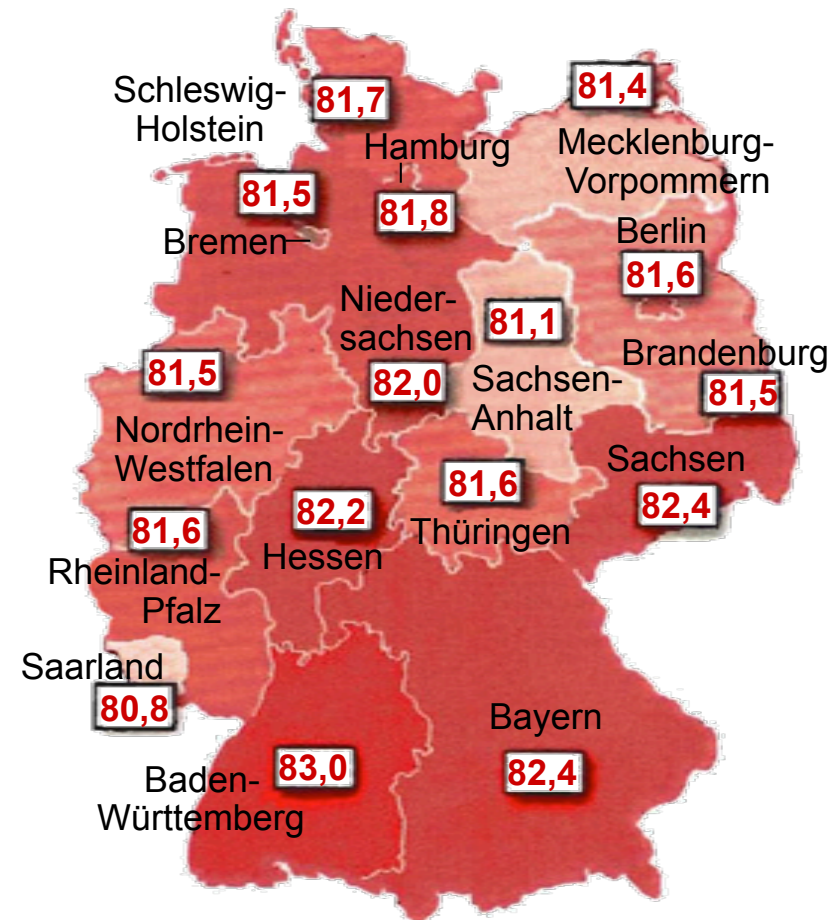 Schleswig-
Holstein
81,7
81,4
Mecklenburg-
Vorpommern
Hamburg
81,8
81,5
Bremen
Berlin
81,6
Nieder-
sachsen
82,0
81,1
Sachsen-
Anhalt
Brandenburg
81,5
81,5
Nordrhein-
Westfalen
Sachsen
82,4
81,6
Thüringen
82,2
Hessen
81,6
Rheinland-
Pfalz
Saarland
80,8
Bayern
82,4
83,0
Baden-
Württemberg